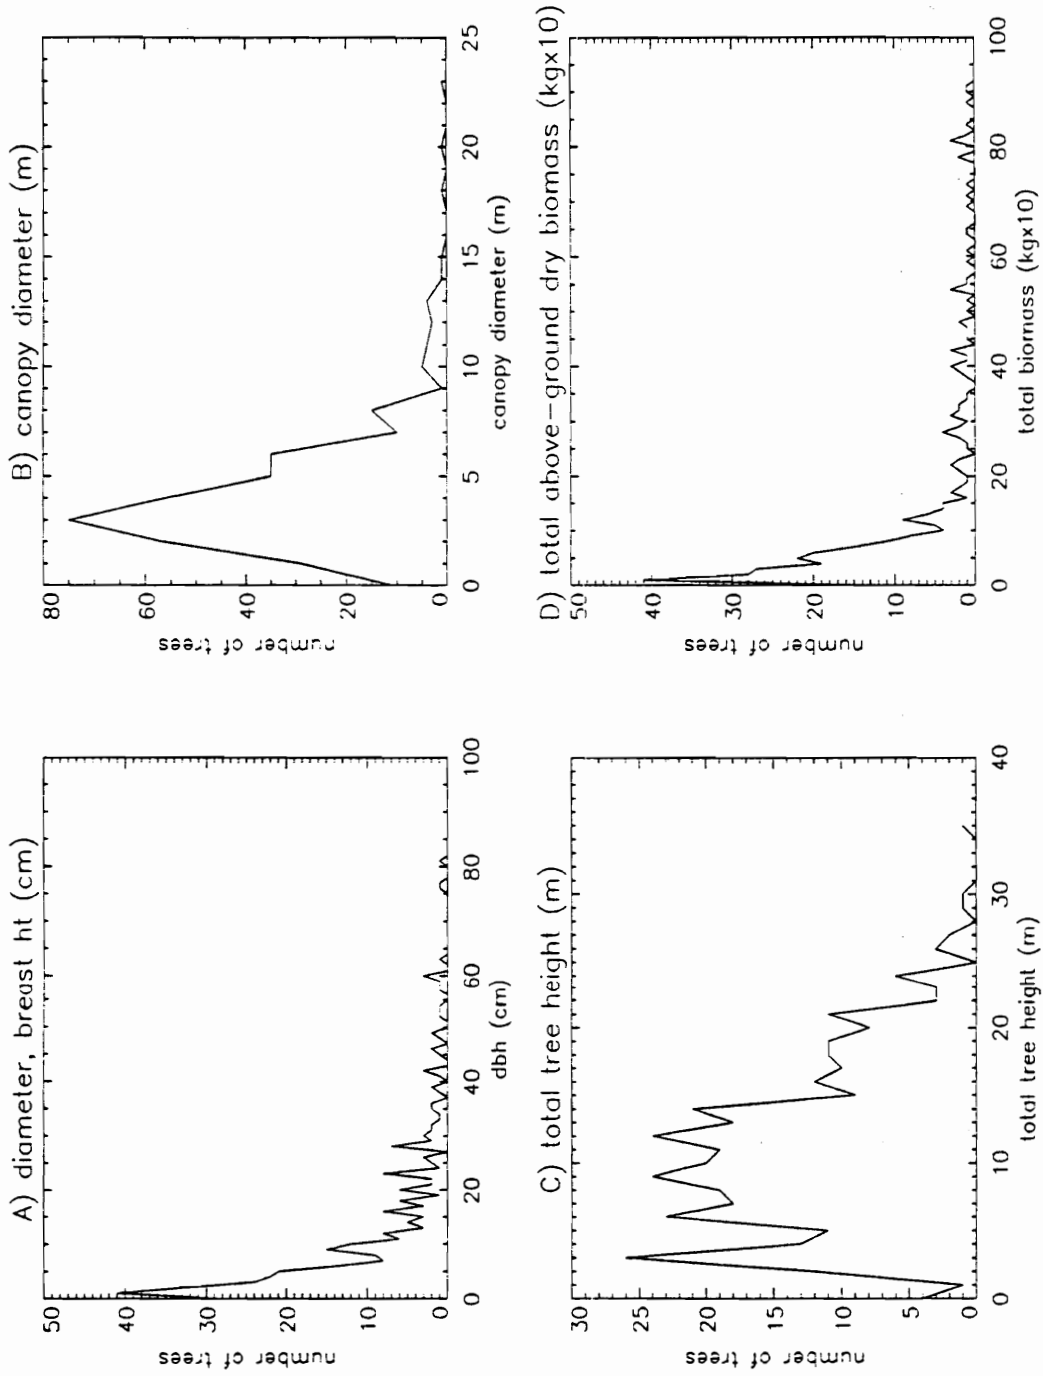 A) diameter, breast ht (cm)
number of trees
50
40
30
20
10
0
0 20 40 60 80 100
dbh (cm)
B) canopy diameter (m)
number of trees
80
60
40
20
0
0 5 10 15 20 25
canopy diameter (m)
C) total tree height (m)
number of trees
30
25
20
15
10
5
0
0 10 20 30 40
total tree height (m)
D) total above-ground dry biomass (kgx10)
number of trees
50
40
30
20
10
0
0 20 40 60 80 100
total biomass (kgx10)